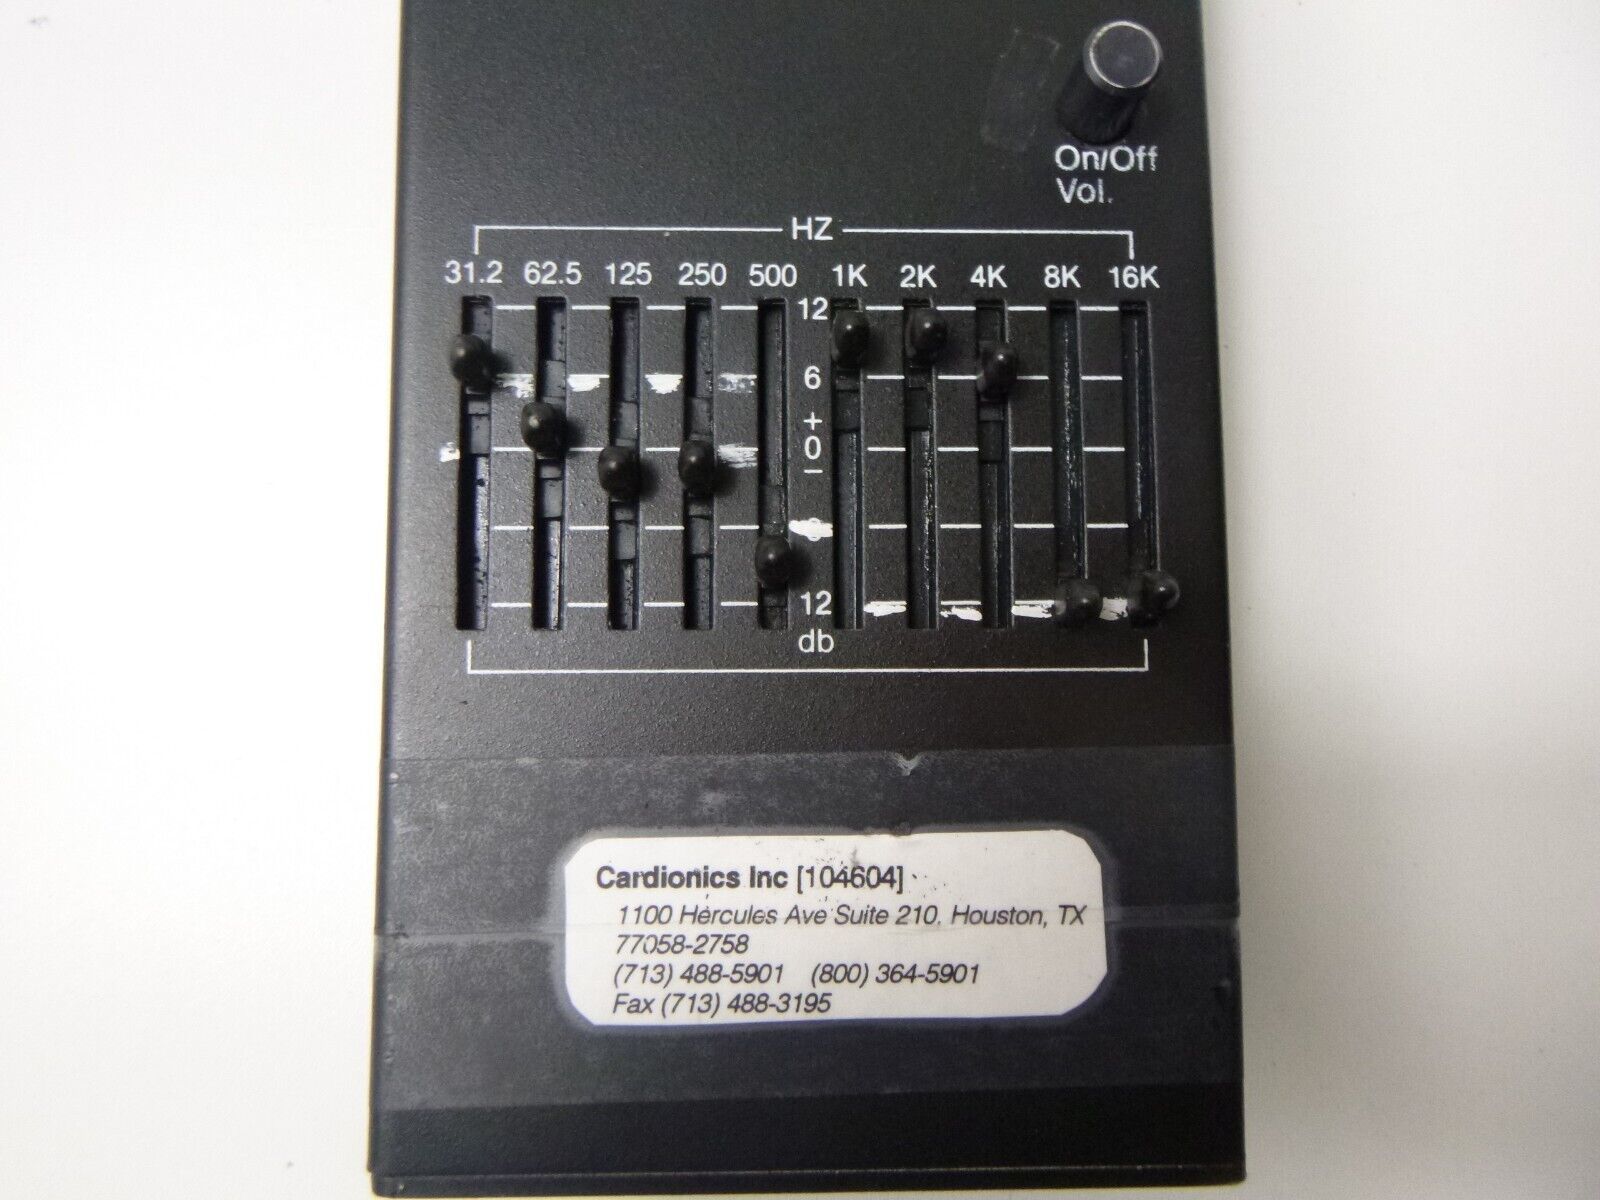 On/Off
Vol.
HZ
31.2 62.5 125 250 500 1K 2K 4K 8K 16K
12
6
+
0
–
12
db
Cardionics Inc [104604]
1100 Hercules Ave Suite 210, Houston, TX
77058-2758
(713) 488-5901 (800) 364-5901
Fax (713) 488-3195